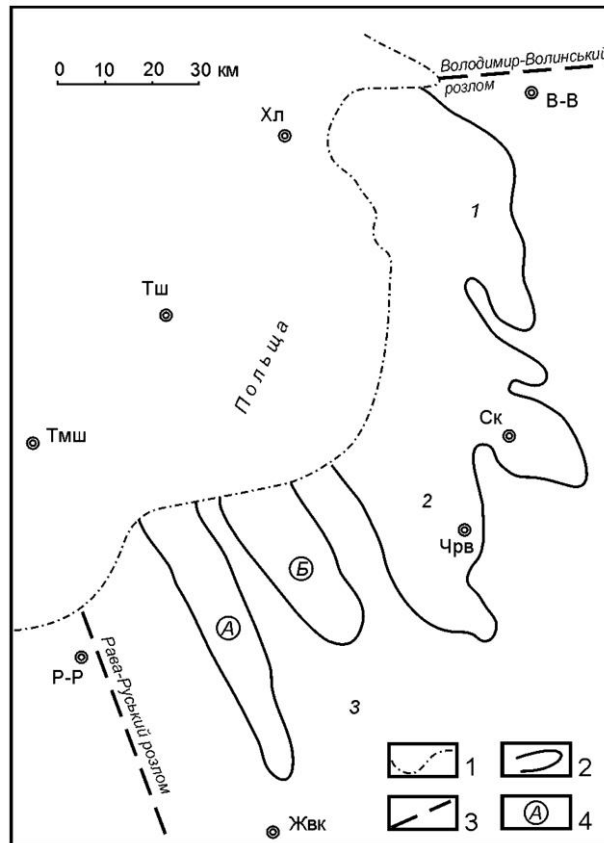 Володимир-Волинський
розлом
0 10 20 30 км
В-В
Хл
1
Тш
Польща
Тмш
Ск
2
Чрв
Б
А
Р-Р
Рава-Руський розлом
3
1
2
3
А
4
Жвк